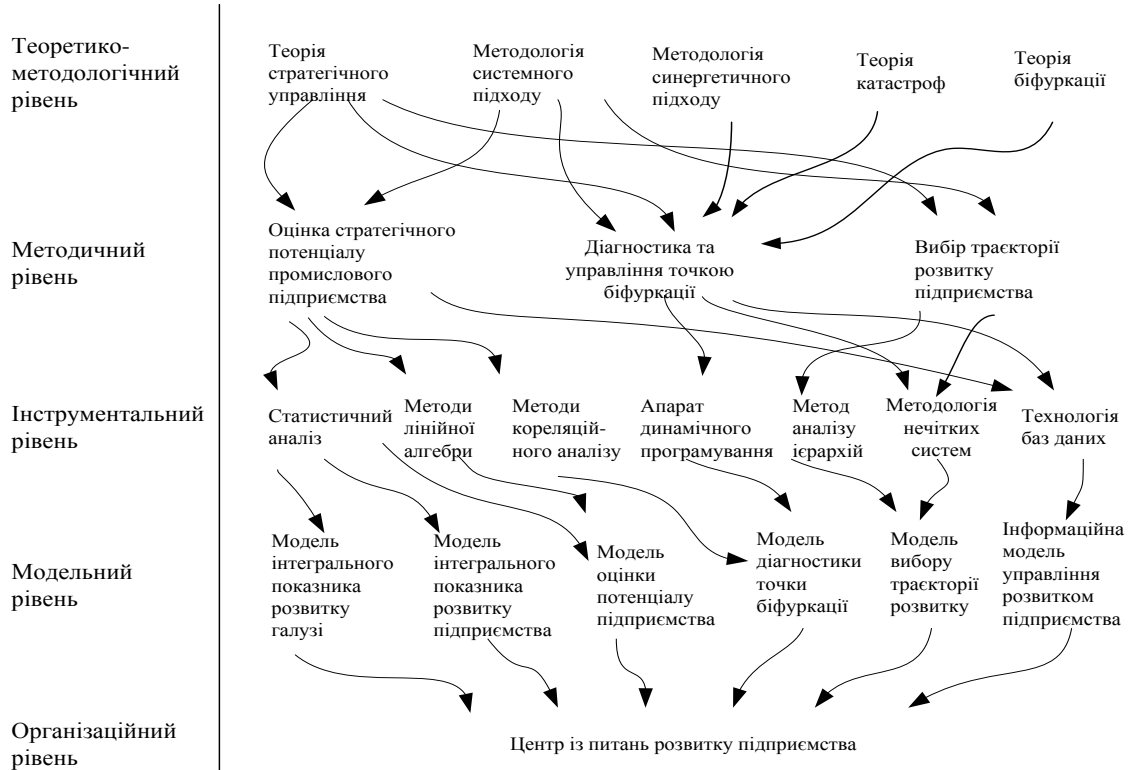 Теоретико-
методологічний
рівень
Теорія
стратегічного
управління
Методологія
системного
підходу
Методологія
синергетичного
підходу
Теорія
катастроф
Теорія
біфуркації
Методичний
рівень
Оцінка стратегічного
потенціалу
промислового
підприємства
Діагностика та
управління точкою
біфуркації
Вибір траєкторії
розвитку
підприємства
Інструментальний
рівень
Статистичний
аналіз
Методи
лінійної
алгебри
Методи
кореляцій-
ного аналізу
Апарат
динамічного
програмування
Метод
аналізу
ієрархій
Методологія
нечітких
систем
Технологія
баз даних
Модельний
рівень
Модель
інтегрального
показника
розвитку
галузі
Модель
інтегрального
показника
розвитку
підприємства
Модель
оцінки
потенціалу
підприємства
Модель
діагностики
точки
біфуркації
Модель
вибору
траєкторії
розвитку
Інформаційна
модель
управління
розвитком
підприємства
Організаційний
рівень
Центр із питань розвитку підприємства